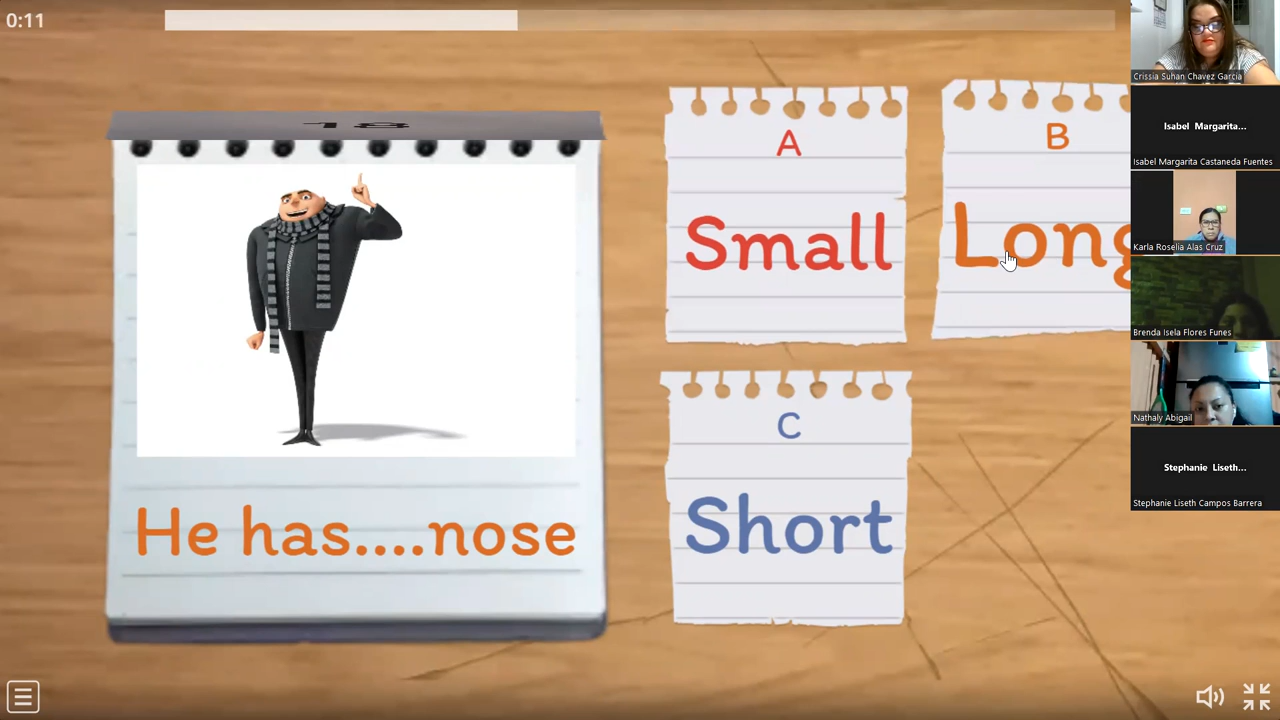 0:11
18
He has....nose
A
Small
B
Long
C
Short
Crissia Suhan Chavez Garcia
Isabel Margarita...
Isabel Margarita Castaneda Fuentes
Karla Roselia Alas Cruz
Brenda Isela Flores Funes
Nathaly Abigail
Stephanie Liseth...
Stephanie Liseth Campos Barrera